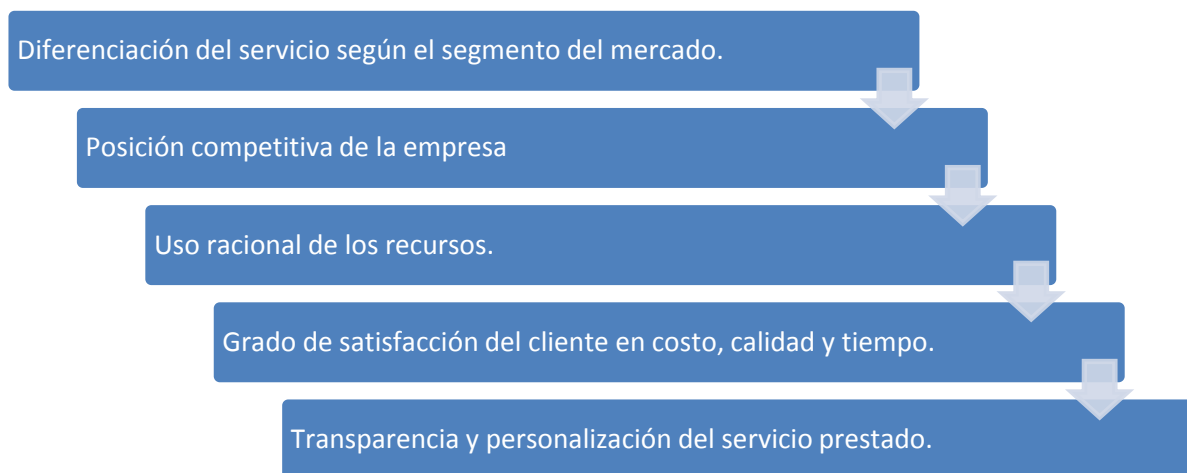 Diferenciación del servicio según el segmento del mercado.
Posición competitiva de la empresa
Uso racional de los recursos.
Grado de satisfacción del cliente en costo, calidad y tiempo.
Transparencia y personalización del servicio prestado.